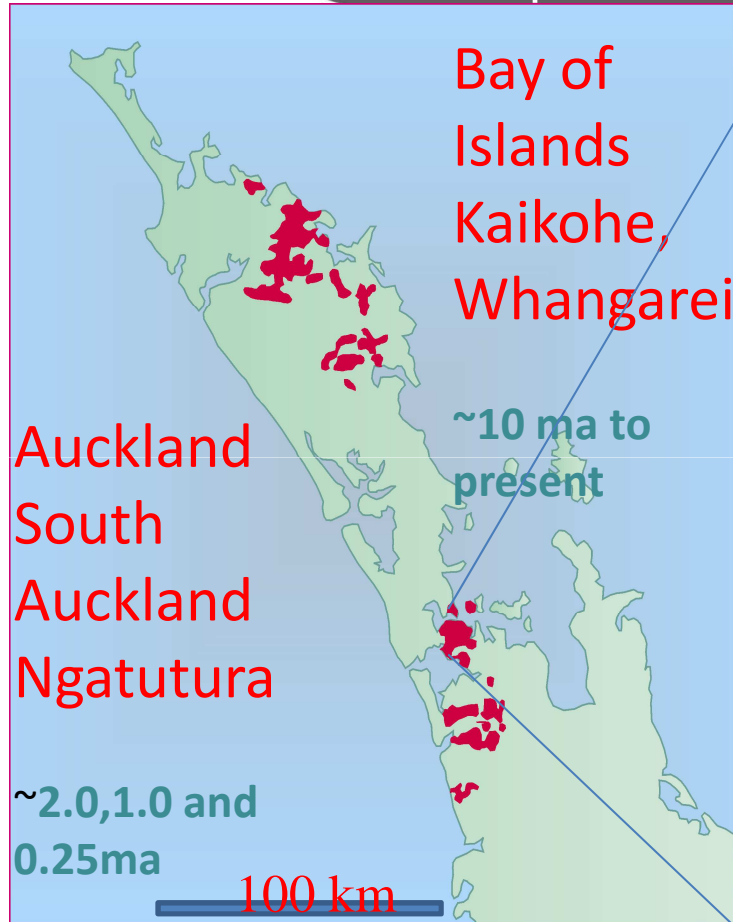 Bay of
Islands
Kaikohe,
Whangarei
~10 ma to
present
Auckland
South
Auckland
Ngatutura
~2.0,1.0 and
0.25ma
100 km